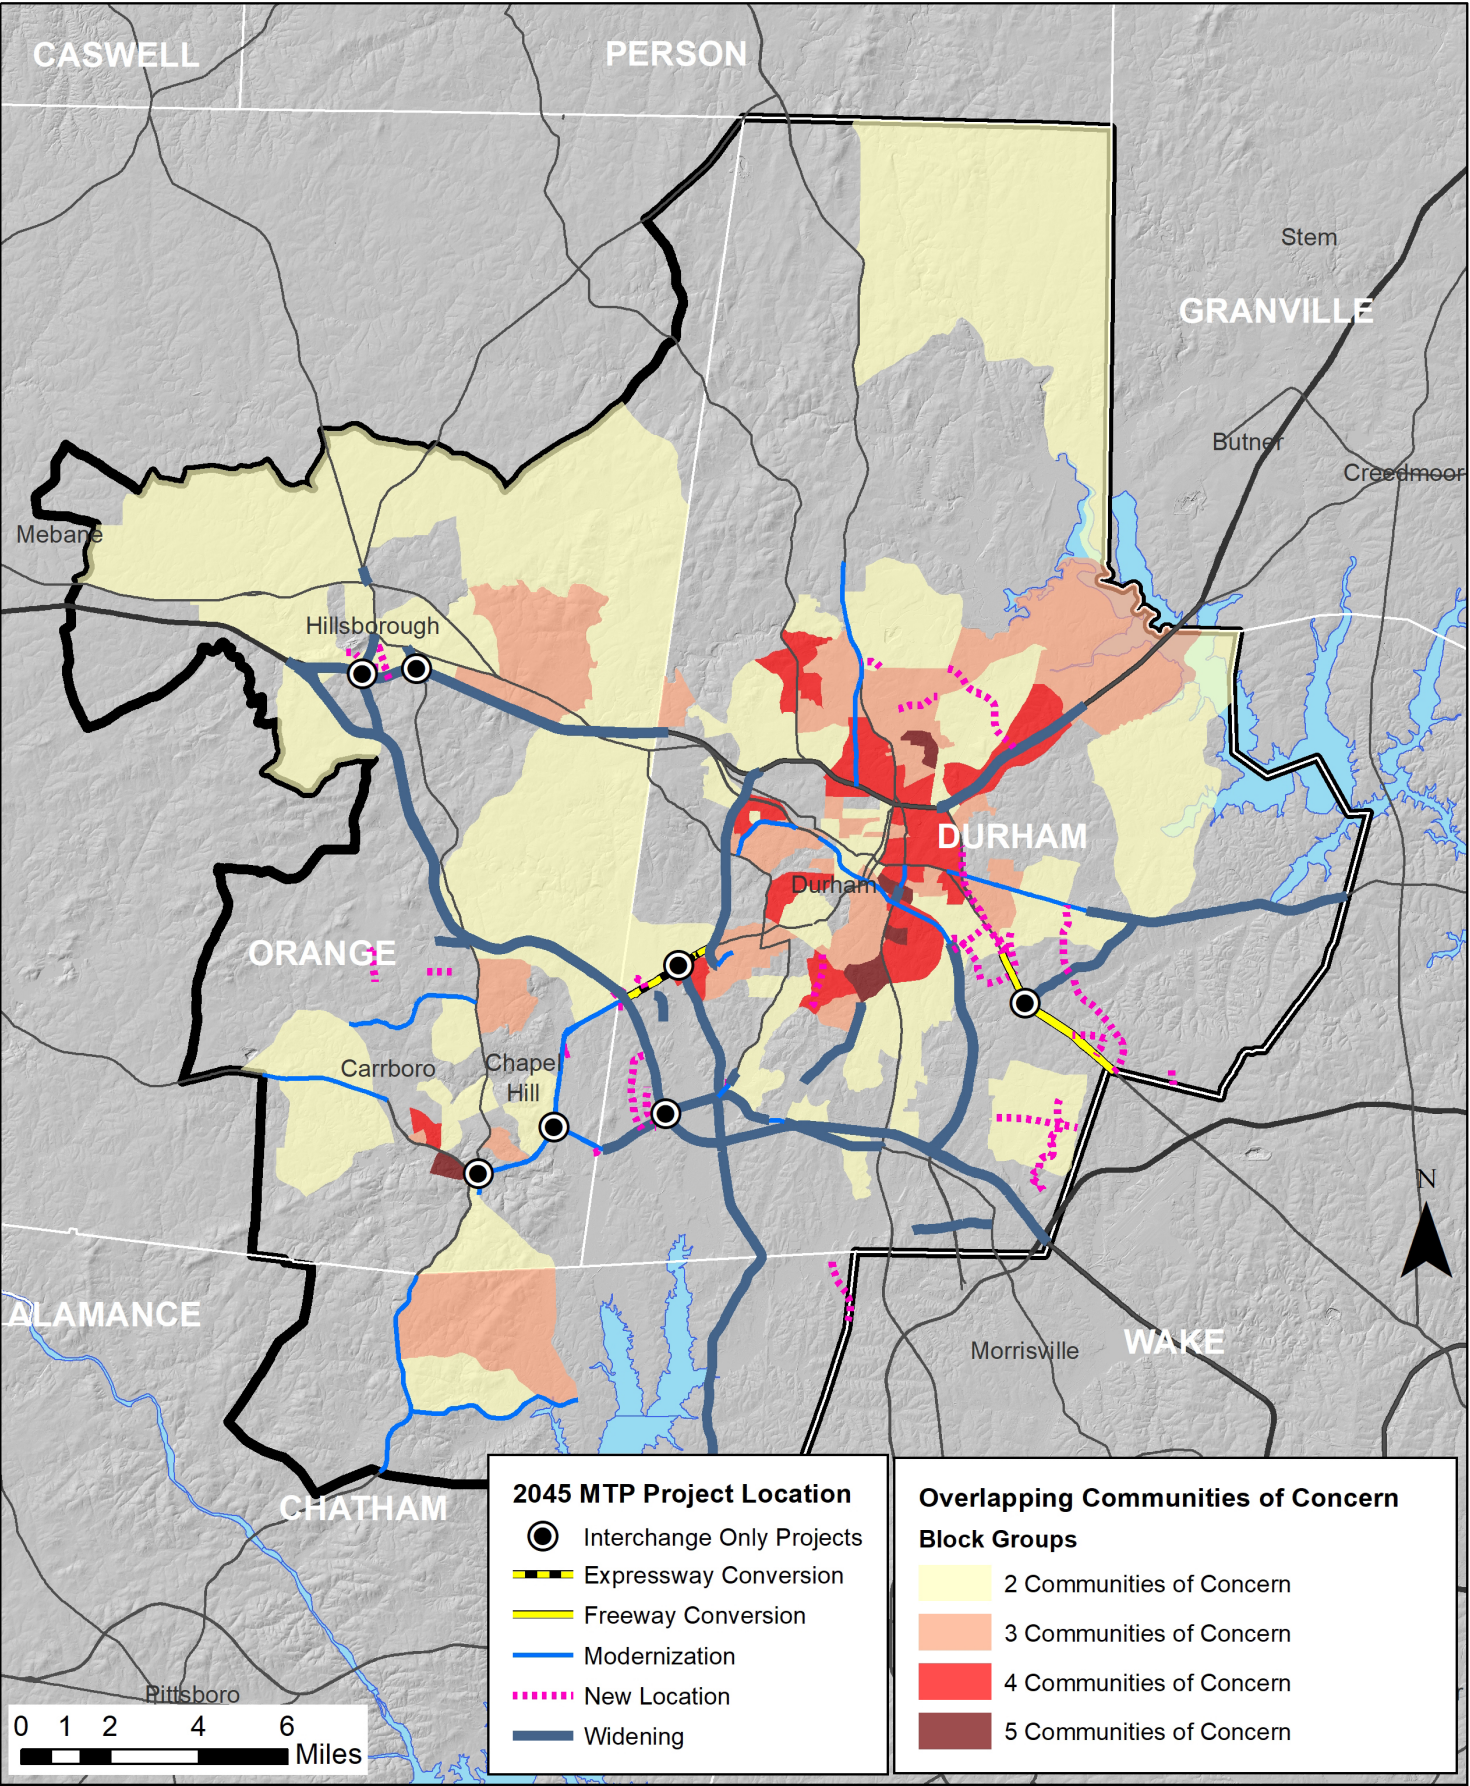 CASWELL
PERSON
Stem
GRANVILLE
Butner
Creedmoor
Mebane
Hillsborough
DURHAM
Durham
ORANGE
Carrboro
Chapel
Hill
N
ALAMANCE
Morrisville
WAKE
CHATHAM
Pittsboro
0 1 2 4 6
Miles
2045 MTP Project Location
Interchange Only Projects
Expressway Conversion
Freeway Conversion
Modernization
New Location
Widening
Overlapping Communities of Concern
Block Groups
2 Communities of Concern
3 Communities of Concern
4 Communities of Concern
5 Communities of Concern